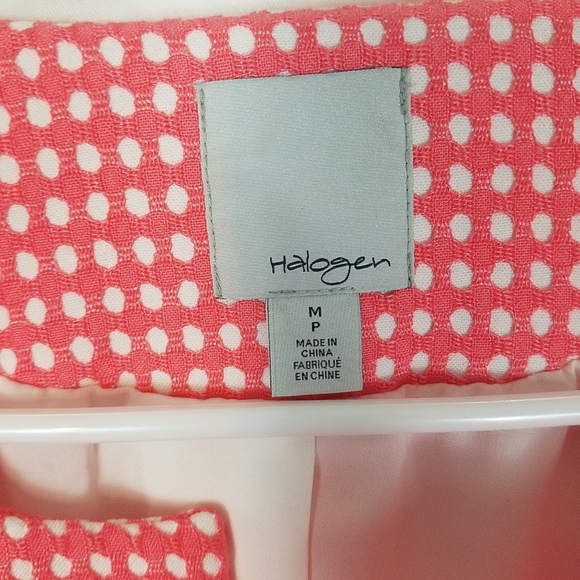 Halogen
M
P
MADE IN
CHINA
FABRIQUÉ
EN CHINE